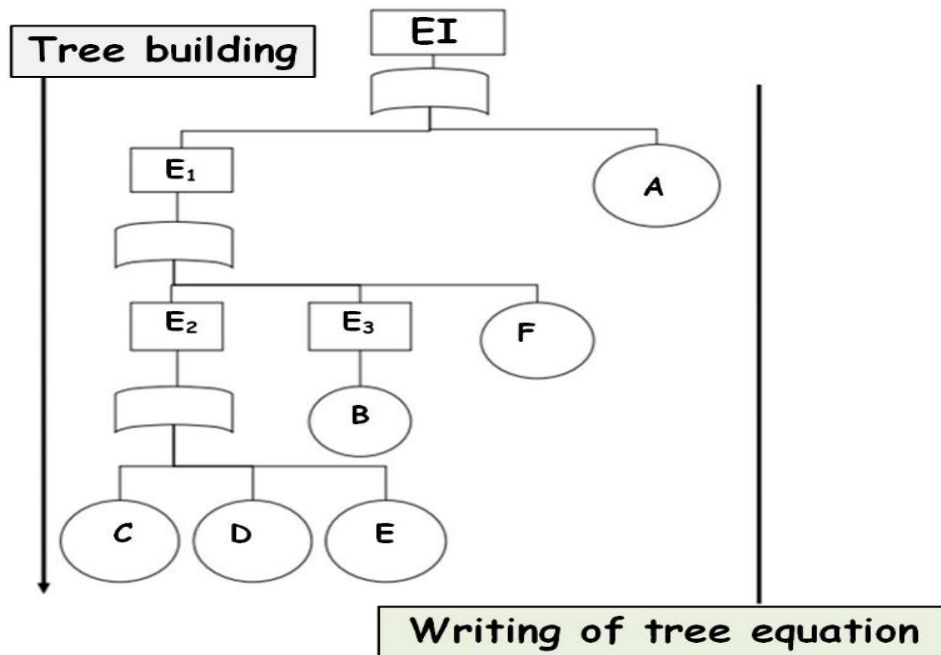 EI
Tree building
E₁
A
E₂
E₃
F
B
C
D
E
Writing of tree equation